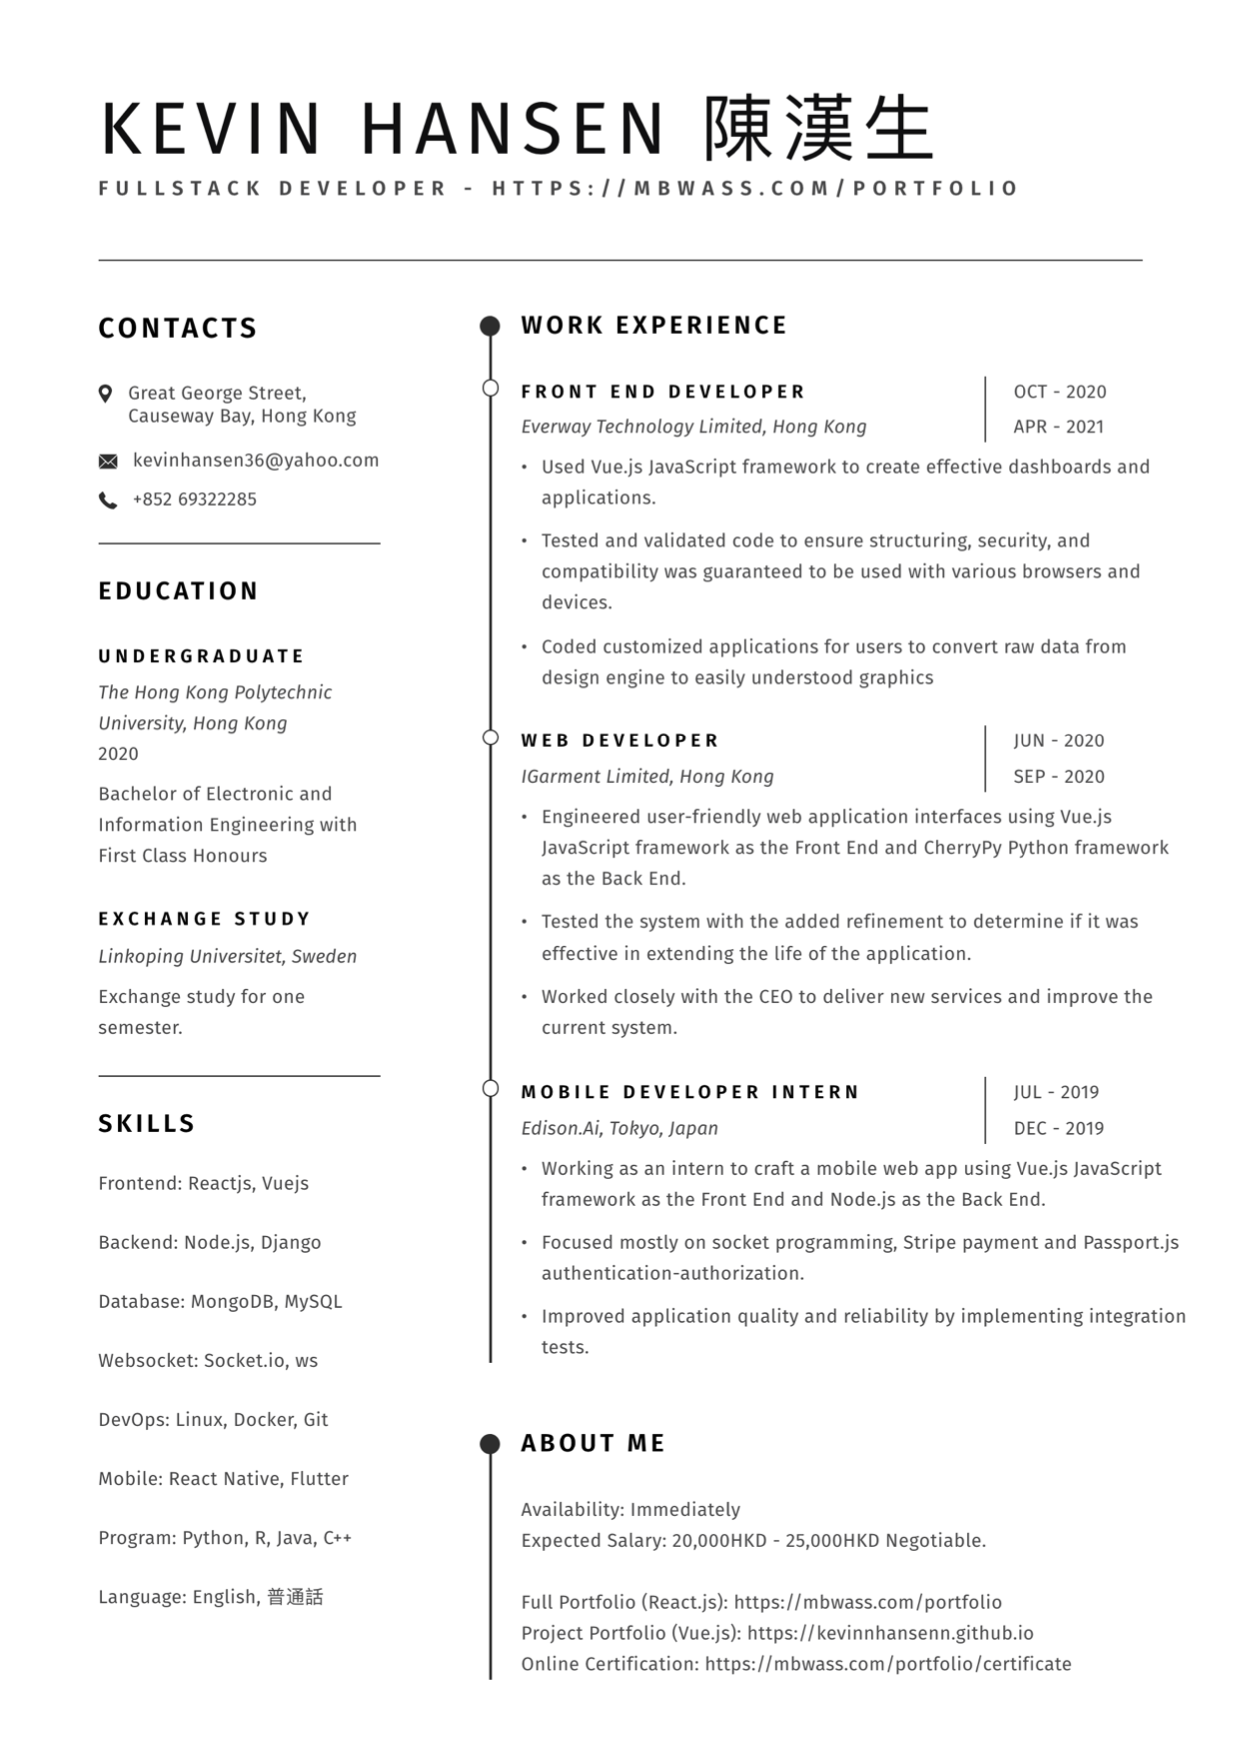 KEVIN HANSEN 陳漢生
FULLSTACK DEVELOPER - HTTPS://MBWASS.COM/PORTFOLIO
CONTACTS
Great George Street,
Causeway Bay, Hong Kong
kevinhansen36@yahoo.com
+852 69322285
EDUCATION
UNDERGRADUATE
The Hong Kong Polytechnic
University, Hong Kong
2020
Bachelor of Electronic and
Information Engineering with
First Class Honours
EXCHANGE STUDY
Linkoping Universitet, Sweden
Exchange study for one
semester.
SKILLS
Frontend: Reactjs, Vuejs
Backend: Node.js, Django
Database: MongoDB, MySQL
Websocket: Socket.io, ws
DevOps: Linux, Docker, Git
Mobile: React Native, Flutter
Program: Python, R, Java, C++
Language: English, 普通話
WORK EXPERIENCE
FRONT END DEVELOPER
OCT - 2020
Everway Technology Limited, Hong Kong
APR - 2021
• Used Vue.js JavaScript framework to create effective dashboards and
applications.
• Tested and validated code to ensure structuring, security, and
compatibility was guaranteed to be used with various browsers and
devices.
• Coded customized applications for users to convert raw data from
design engine to easily understood graphics
WEB DEVELOPER
JUN - 2020
IGarment Limited, Hong Kong
SEP - 2020
• Engineered user-friendly web application interfaces using Vue.js
JavaScript framework as the Front End and CherryPy Python framework
as the Back End.
• Tested the system with the added refinement to determine if it was
effective in extending the life of the application.
• Worked closely with the CEO to deliver new services and improve the
current system.
MOBILE DEVELOPER INTERN
JUL - 2019
Edison.Ai, Tokyo, Japan
DEC - 2019
• Working as an intern to craft a mobile web app using Vue.js JavaScript
framework as the Front End and Node.js as the Back End.
• Focused mostly on socket programming, Stripe payment and Passport.js
authentication-authorization.
• Improved application quality and reliability by implementing integration
tests.
ABOUT ME
Availability: Immediately
Expected Salary: 20,000HKD - 25,000HKD Negotiable.
Full Portfolio (React.js): https://mbwass.com/portfolio
Project Portfolio (Vue.js): https://kevinnhansenn.github.io
Online Certification: https://mbwass.com/portfolio/certificate